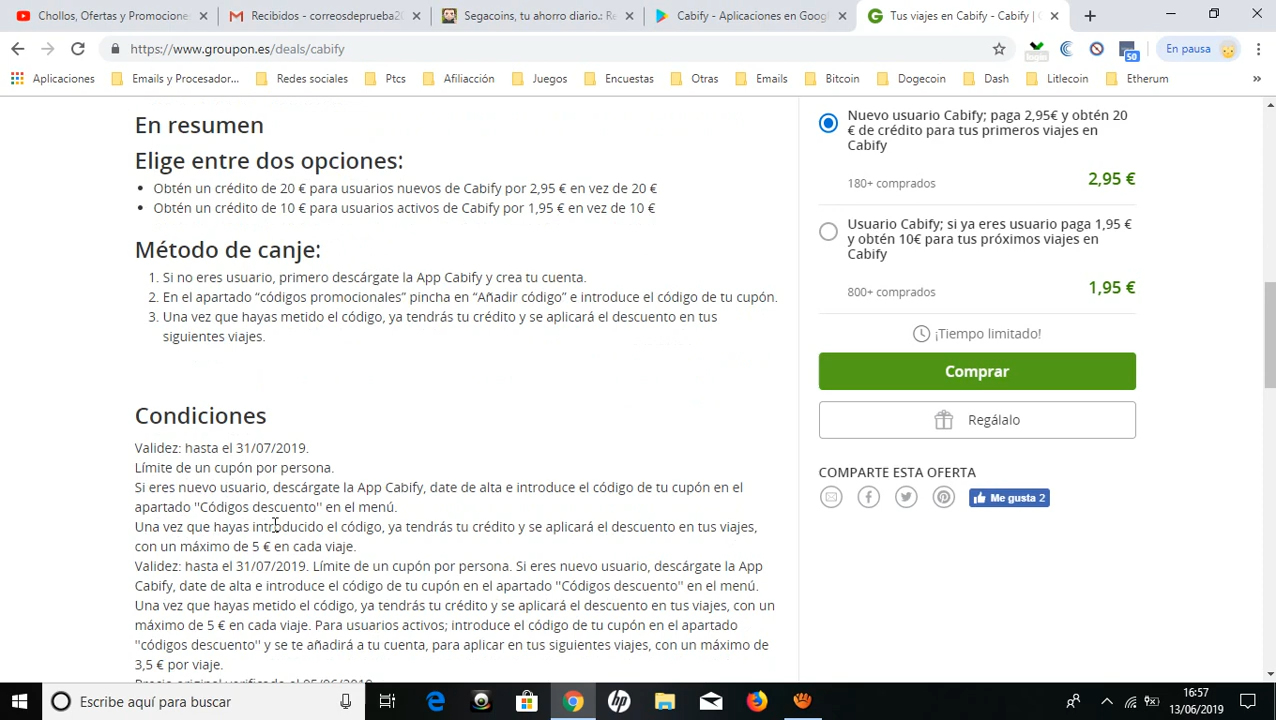 Chollos, Ofertas y Promocione
Recibidos - correosdeprueba20
Segacoins, tu ahorro diario.
Cabify - Aplicaciones en Goog
Tus viajes en Cabify - Cabify | G
https://www.groupon.es/deals/cabify
50
En pausa
Aplicaciones
Emails y Procesador...
Redes sociales
Ptcs
Afiliacción
Juegos
Encuestas
Otras
Emails
Bitcoin
Dogecoin
Dash
Litlecoin
Etherum
»
En resumen
Elige entre dos opciones:
• Obtén un crédito de 20 € para usuarios nuevos de Cabify por 2,95 € en vez de 20 €
• Obtén un crédito de 10 € para usuarios activos de Cabify por 1,95 € en vez de 10 €
Método de canje:
1. Si no eres usuario, primero descárgate la App Cabify y crea tu cuenta.
2. En el apartado “códigos promocionales” pincha en “Añadir código” e introduce el código de tu cupón.
3. Una vez que hayas metido el código, ya tendrás tu crédito y se aplicará el descuento en tus
siguientes viajes.
Condiciones
Validez: hasta el 31/07/2019.
Límite de un cupón por persona.
Si eres nuevo usuario, descárgate la App Cabify, date de alta e introduce el código de tu cupón en el
apartado "Códigos descuento" en el menú.
Una vez que hayas introducido el código, ya tendrás tu crédito y se aplicará el descuento en tus viajes,
con un máximo de 5 € en cada viaje.
Validez: hasta el 31/07/2019. Límite de un cupón por persona. Si eres nuevo usuario, descárgate la App
Cabify, date de alta e introduce el código de tu cupón en el apartado "Códigos descuento" en el menú.
Una vez que hayas metido el código, ya tendrás tu crédito y se aplicará el descuento en tus viajes, con un
máximo de 5 € en cada viaje. Para usuarios activos; introduce el código de tu cupón en el apartado
"códigos descuento" y se te añadirá a tu cuenta, para aplicar en tus siguientes viajes, con un máximo de
3,5 € por viaje.
Precio original verificado el 05/06/2019
Nuevo usuario Cabify; paga 2,95€ y obtén 20
€ de crédito para tus primeros viajes en
Cabify
180+ comprados
2,95 €
Usuario Cabify; si ya eres usuario paga 1,95 €
y obtén 10€ para tus próximos viajes en
Cabify
800+ comprados
1,95 €
¡Tiempo limitado!
Comprar
Regálalo
COMPARTE ESTA OFERTA
Me gusta 2
Escribe aquí para buscar
16:57
13/06/2019